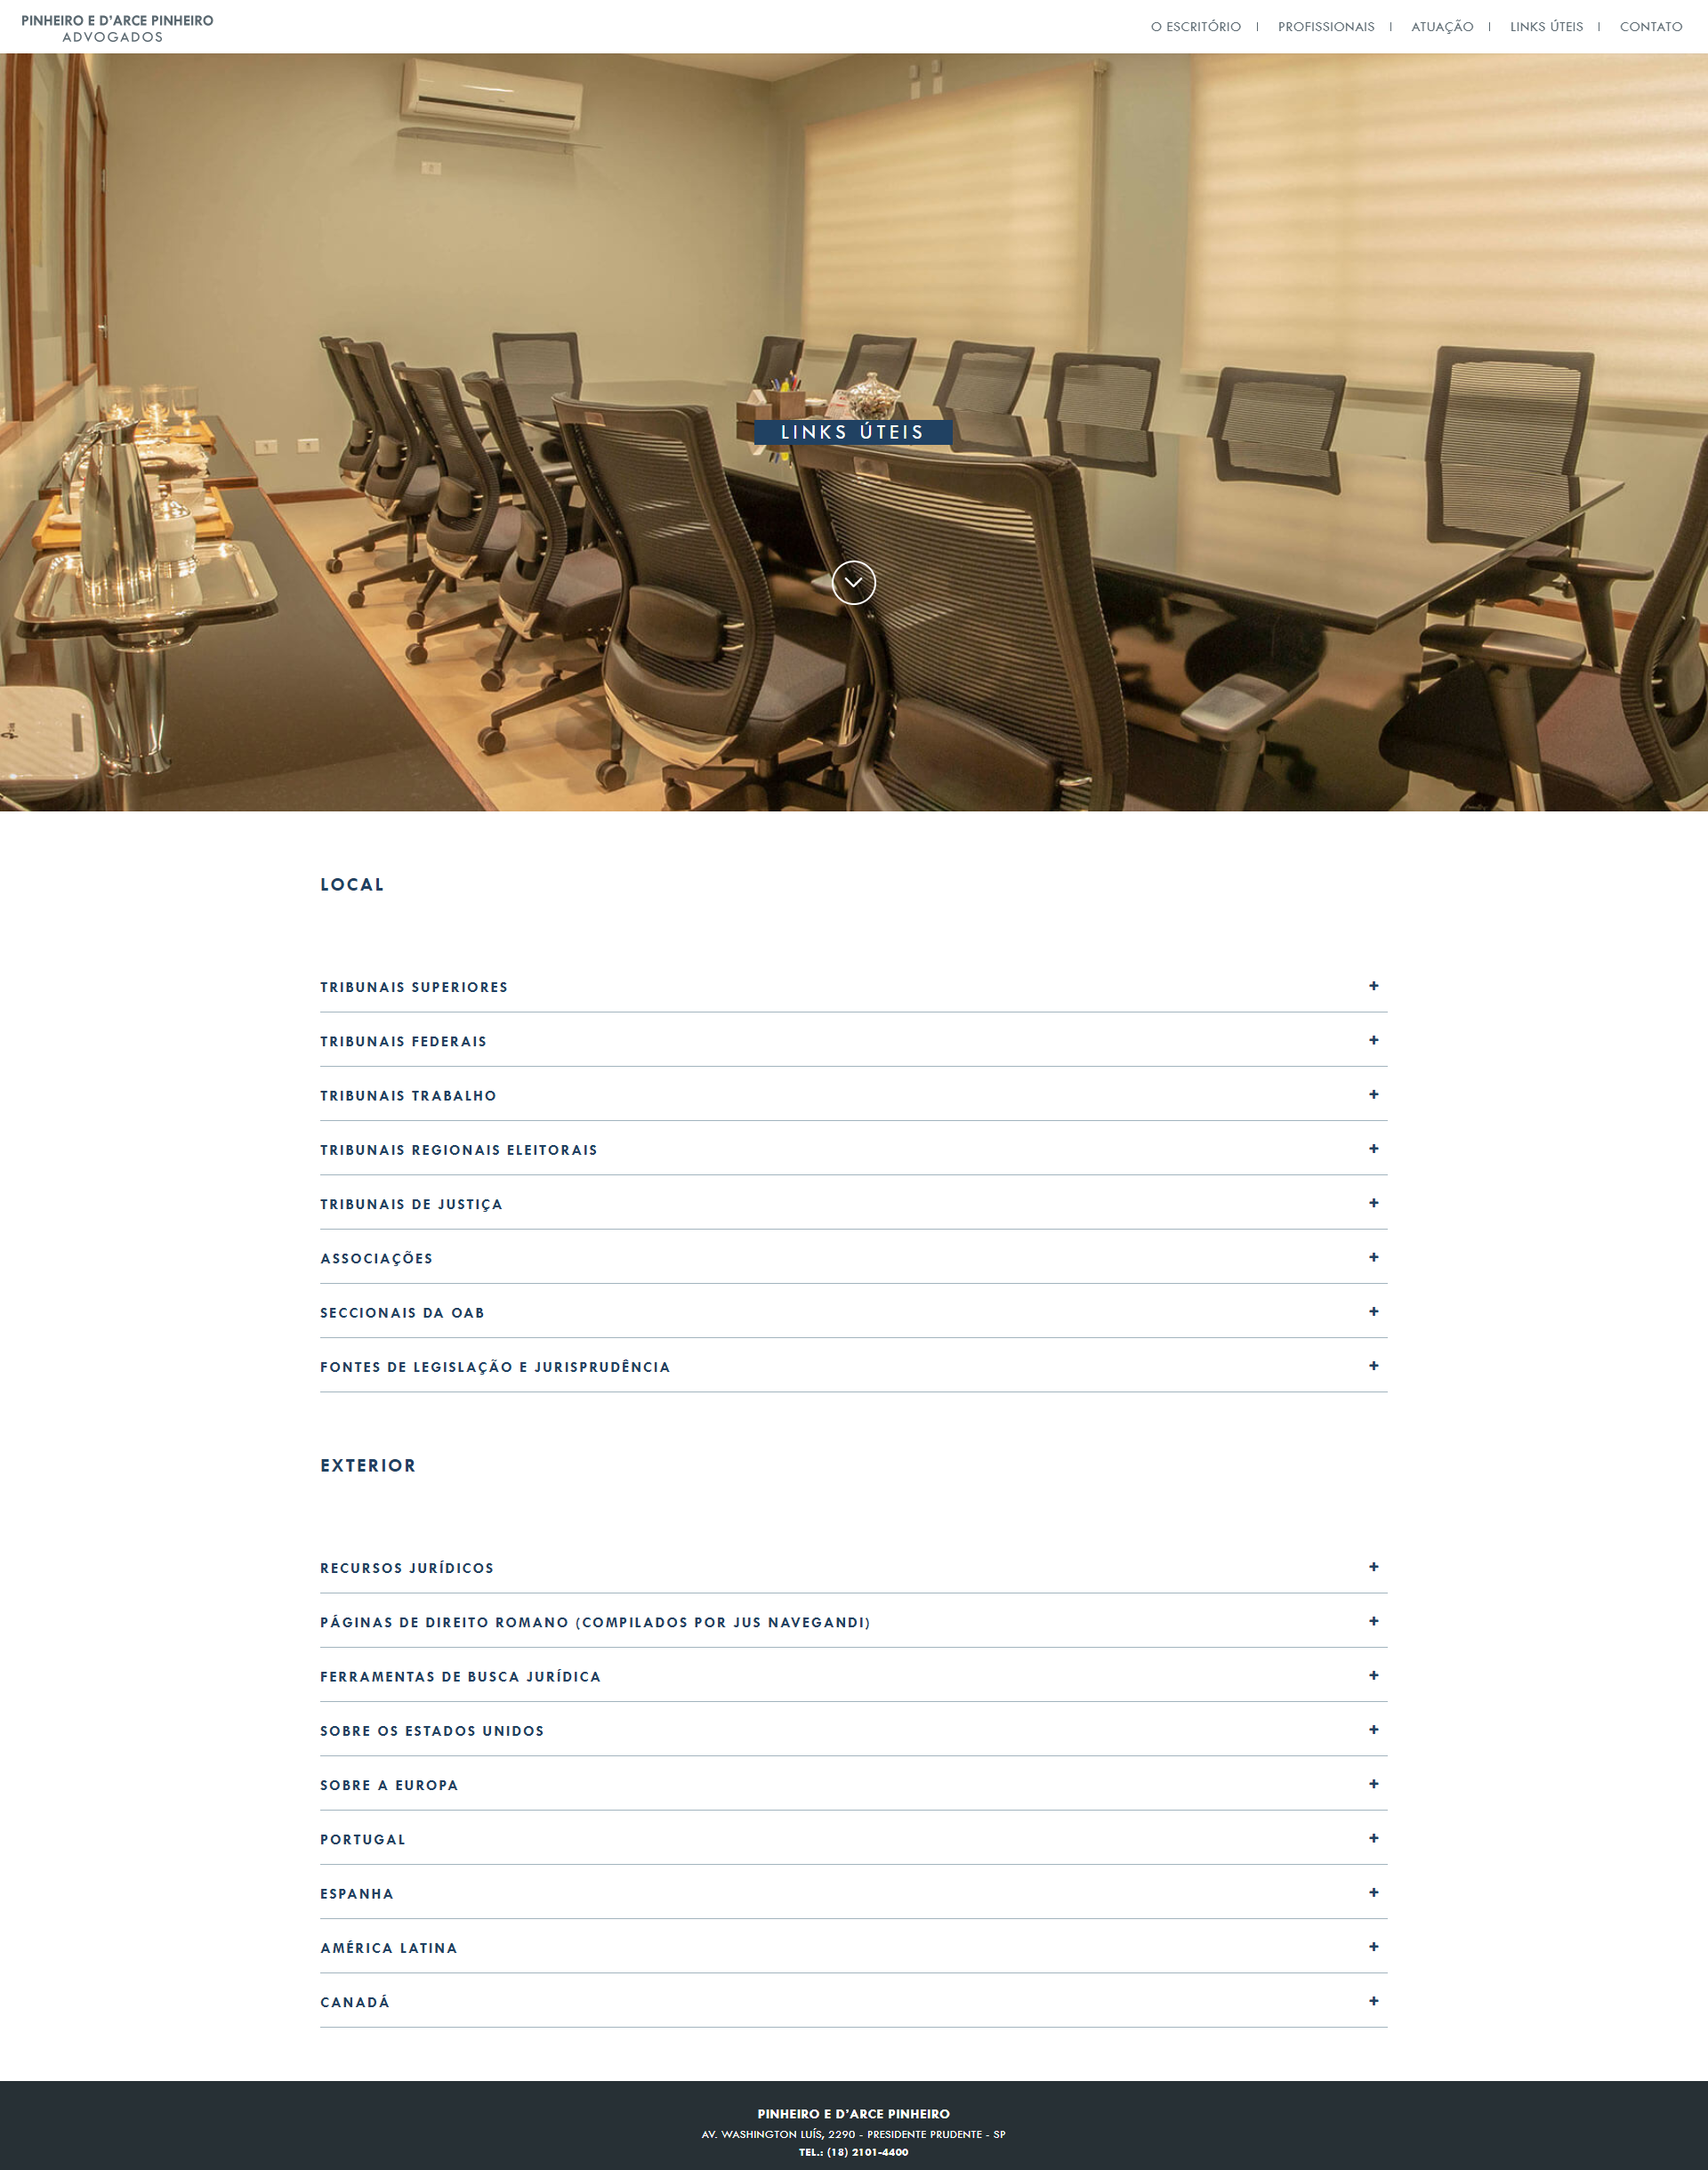 PINHEIRO E D'ARCE PINHEIRO
ADVOGADOS
O ESCRITÓRIO | PROFISSIONAIS | ATUAÇÃO | LINKS ÚTEIS | CONTATO
LINKS ÚTEIS
LOCAL
TRIBUNAIS SUPERIORES +
TRIBUNAIS FEDERAIS +
TRIBUNAIS TRABALHO +
TRIBUNAIS REGIONAIS ELEITORAIS +
TRIBUNAIS DE JUSTIÇA +
ASSOCIAÇÕES +
SECCIONAIS DA OAB +
FONTES DE LEGISLAÇÃO E JURISPRUDÊNCIA +
EXTERIOR
RECURSOS JURÍDICOS +
PÁGINAS DE DIREITO ROMANO (COMPILADOS POR JUS NAVEGANDI) +
FERRAMENTAS DE BUSCA JURÍDICA +
SOBRE OS ESTADOS UNIDOS +
SOBRE A EUROPA +
PORTUGAL +
ESPANHA +
AMÉRICA LATINA +
CANADÁ +
PINHEIRO E D'ARCE PINHEIRO
AV. WASHINGTON LUÍS, 2290 - PRESIDENTE PRUDENTE - SP
TEL.: (18) 2101-4400